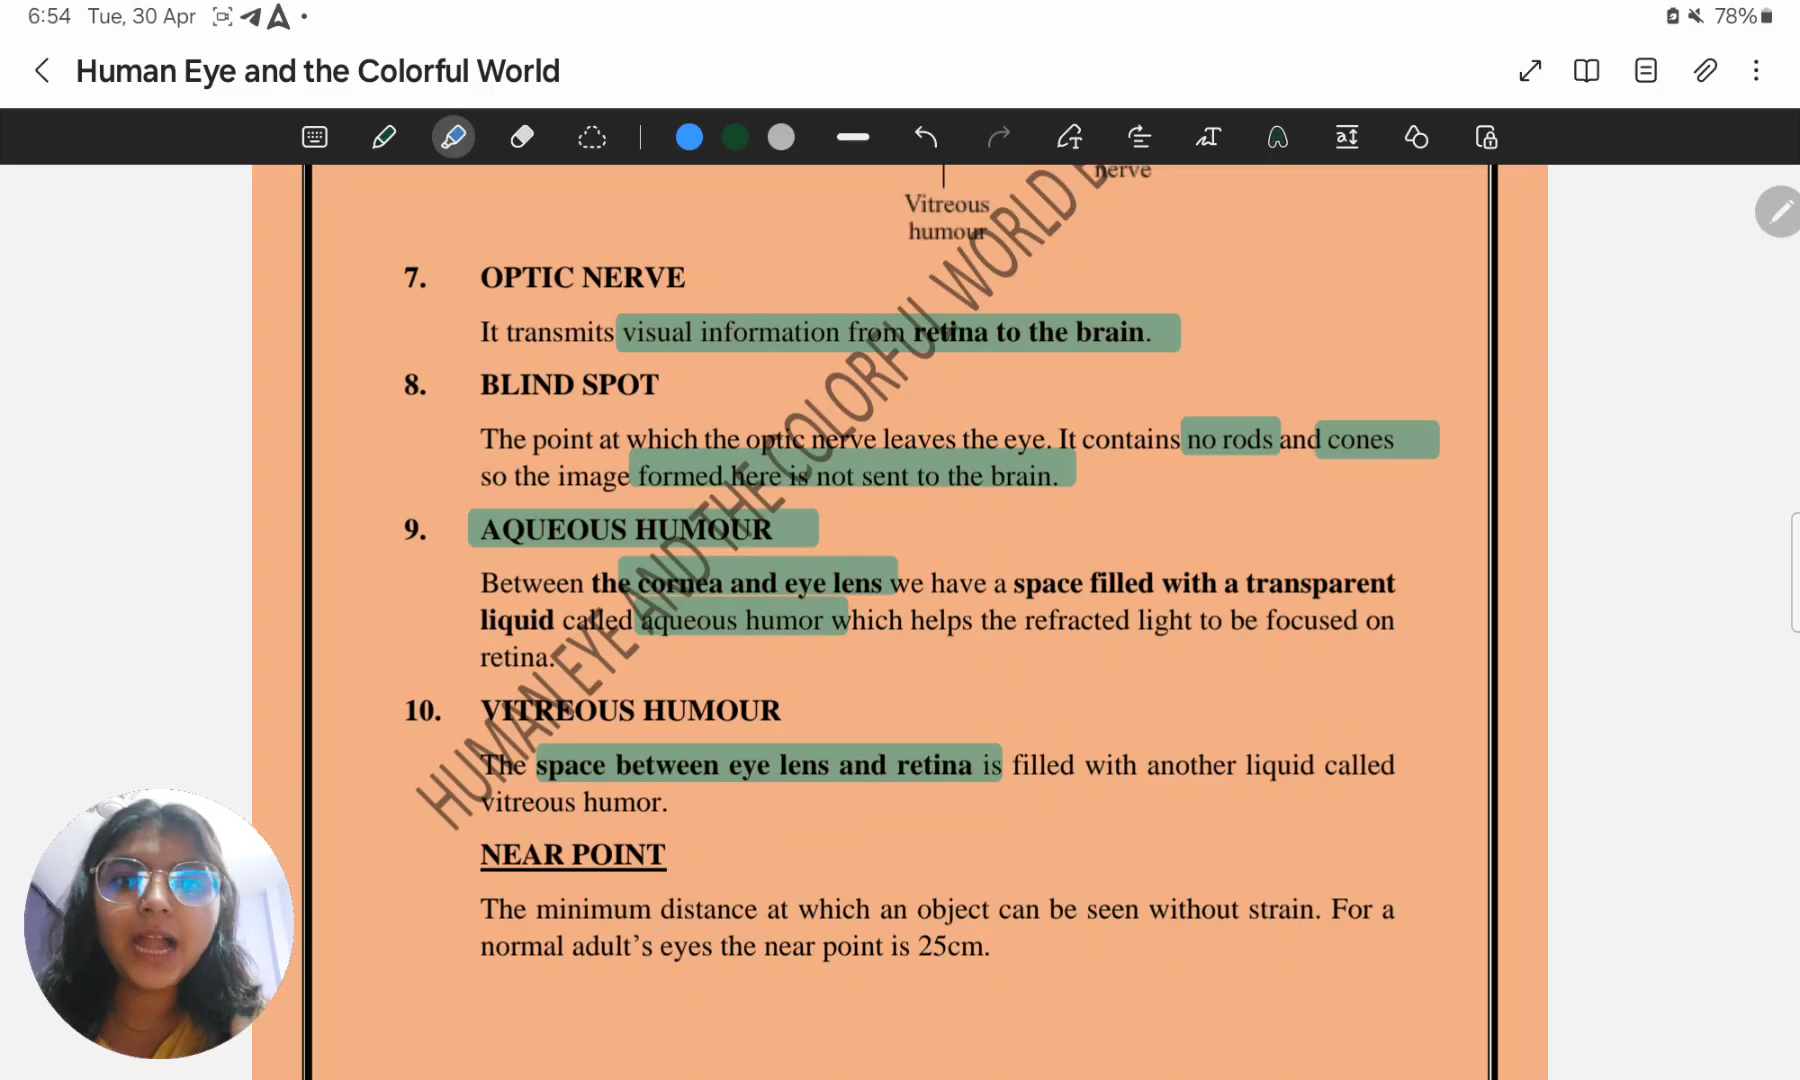 6:54 Tue, 30 Apr
78%
Human Eye and the Colorful World
nerve
Vitreous
humour
7. OPTIC NERVE
It transmits visual information from retina to the brain.
8. BLIND SPOT
The point at which the optic nerve leaves the eye. It contains no rods and cones
so the image formed here is not sent to the brain.
9. AQUEOUS HUMOUR
Between the cornea and eye lens we have a space filled with a transparent
liquid called aqueous humor which helps the refracted light to be focused on
retina.
10. VITREOUS HUMOUR
The space between eye lens and retina is filled with another liquid called
vitreous humor.
NEAR POINT
The minimum distance at which an object can be seen without strain. For a
normal adult’s eyes the near point is 25cm.
HUMAN EYE AND THE COLORFUL WORLD